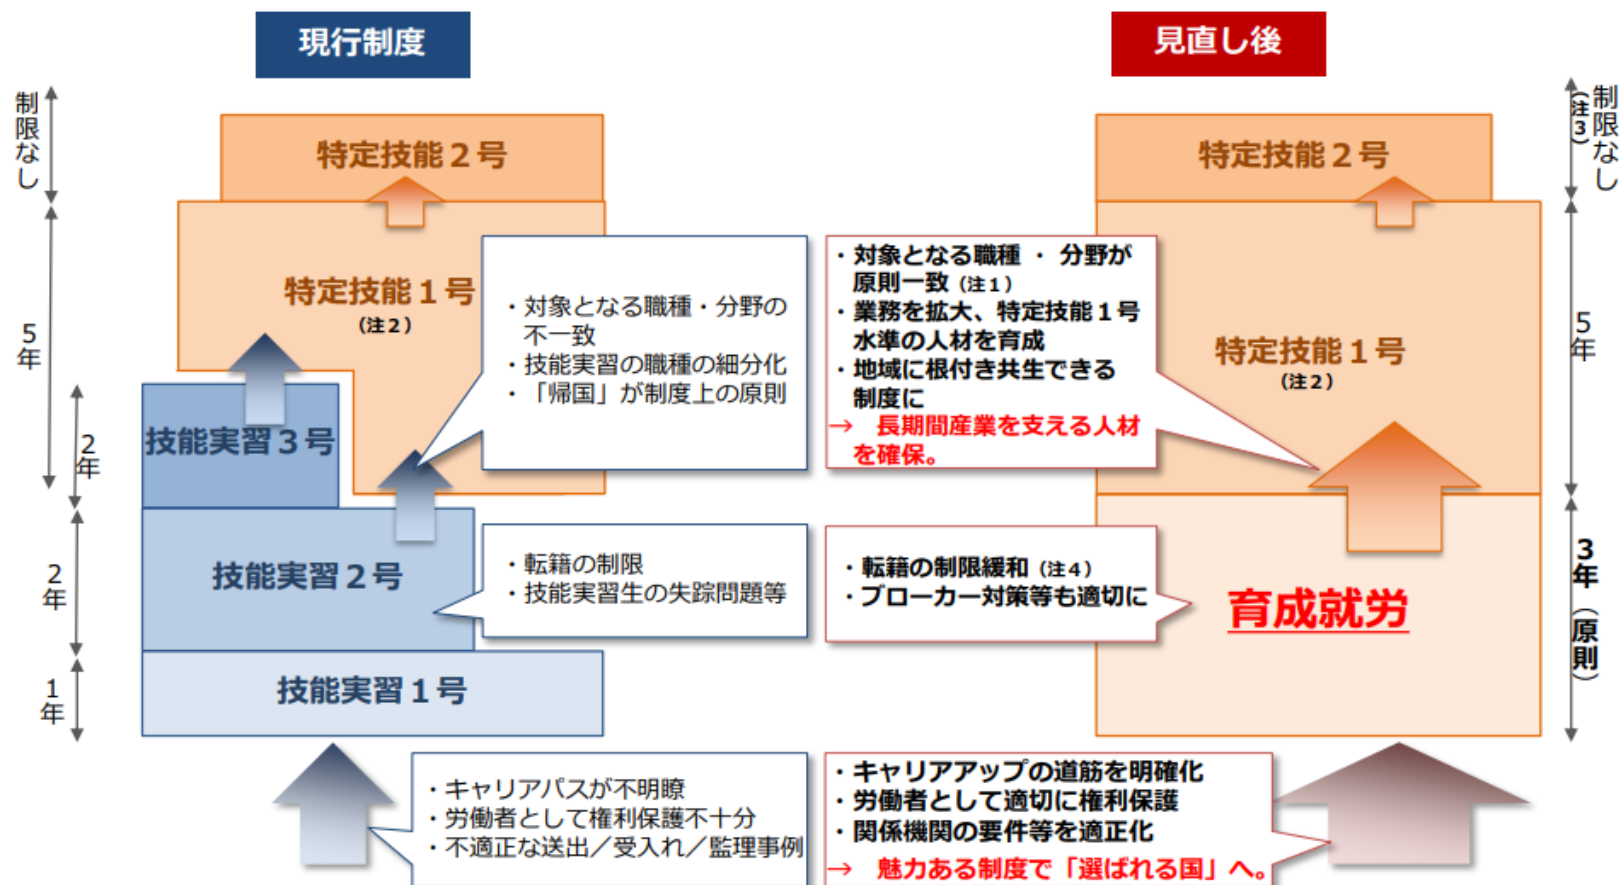 現行制度
見直し後
制限なし
5年
2年
2年
1年
特定技能２号
特定技能１号
（注２）
技能実習３号
技能実習２号
技能実習１号
・対象となる職種・分野の
不一致
・技能実習の職種の細分化
・「帰国」が制度上の原則
・転籍の制限
・技能実習生の失踪問題等
・キャリアパスが不明瞭
・労働者として権利保護不十分
・不適正な送出／受入れ／監理事例
・対象となる職種 ・ 分野が
原則一致（注１）
・業務を拡大、特定技能１号
水準の人材を育成
・地域に根付き共生できる
制度に
→ 長期間産業を支える人材
を確保。
・転籍の制限緩和（注４）
・ブローカー対策等も適切に
・キャリアアップの道筋を明確化
・労働者として適切に権利保護
・関係機関の要件等を適正化
→ 魅力ある制度で「選ばれる国」へ。
特定技能２号
特定技能１号
（注２）
育成就労
制限なし
（注３）
5年
3年（原則）